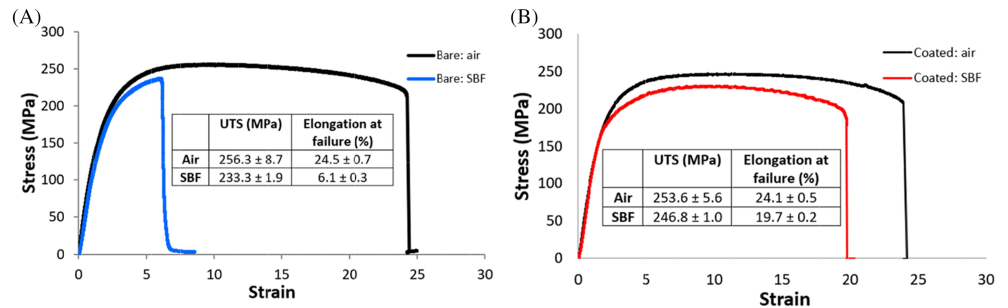 (A)
300
250
200
150
100
50
0
Stress (MPa)
0 5 10 15 20 25 30
Strain
Bare: air
Bare: SBF
UTS (MPa) Elongation at
failure (%)
Air 256.3 ± 8.7 24.5 ± 0.7
SBF 233.3 ± 1.9 6.1 ± 0.3
(B)
300
250
200
150
100
50
0
Stress (MPa)
0 5 10 15 20 25 30
Strain
Coated: air
Coated: SBF
UTS (MPa) Elongation at
failure (%)
Air 253.6 ± 5.6 24.1 ± 0.5
SBF 246.8 ± 1.0 19.7 ± 0.2